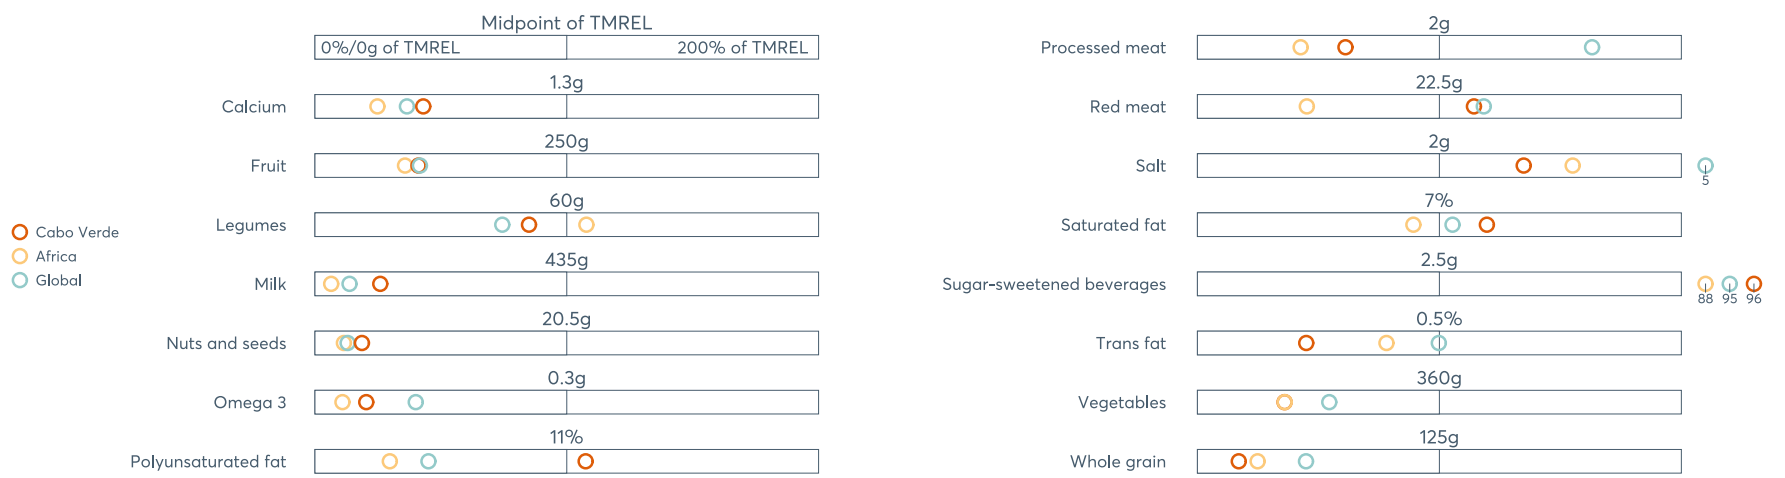 Midpoint of TMREL
0%/0g of TMREL 200% of TMREL
Calcium 1.3g
Fruit 250g
Legumes 60g
Milk 435g
Nuts and seeds 20.5g
Omega 3 0.3g
Polyunsaturated fat 11%
Cabo Verde
Africa
Global
Processed meat 2g
Red meat 22.5g
Salt 2g
5
Saturated fat 7%
Sugar-sweetened beverages 2.5g
88 95 96
Trans fat 0.5%
Vegetables 360g
Whole grain 125g